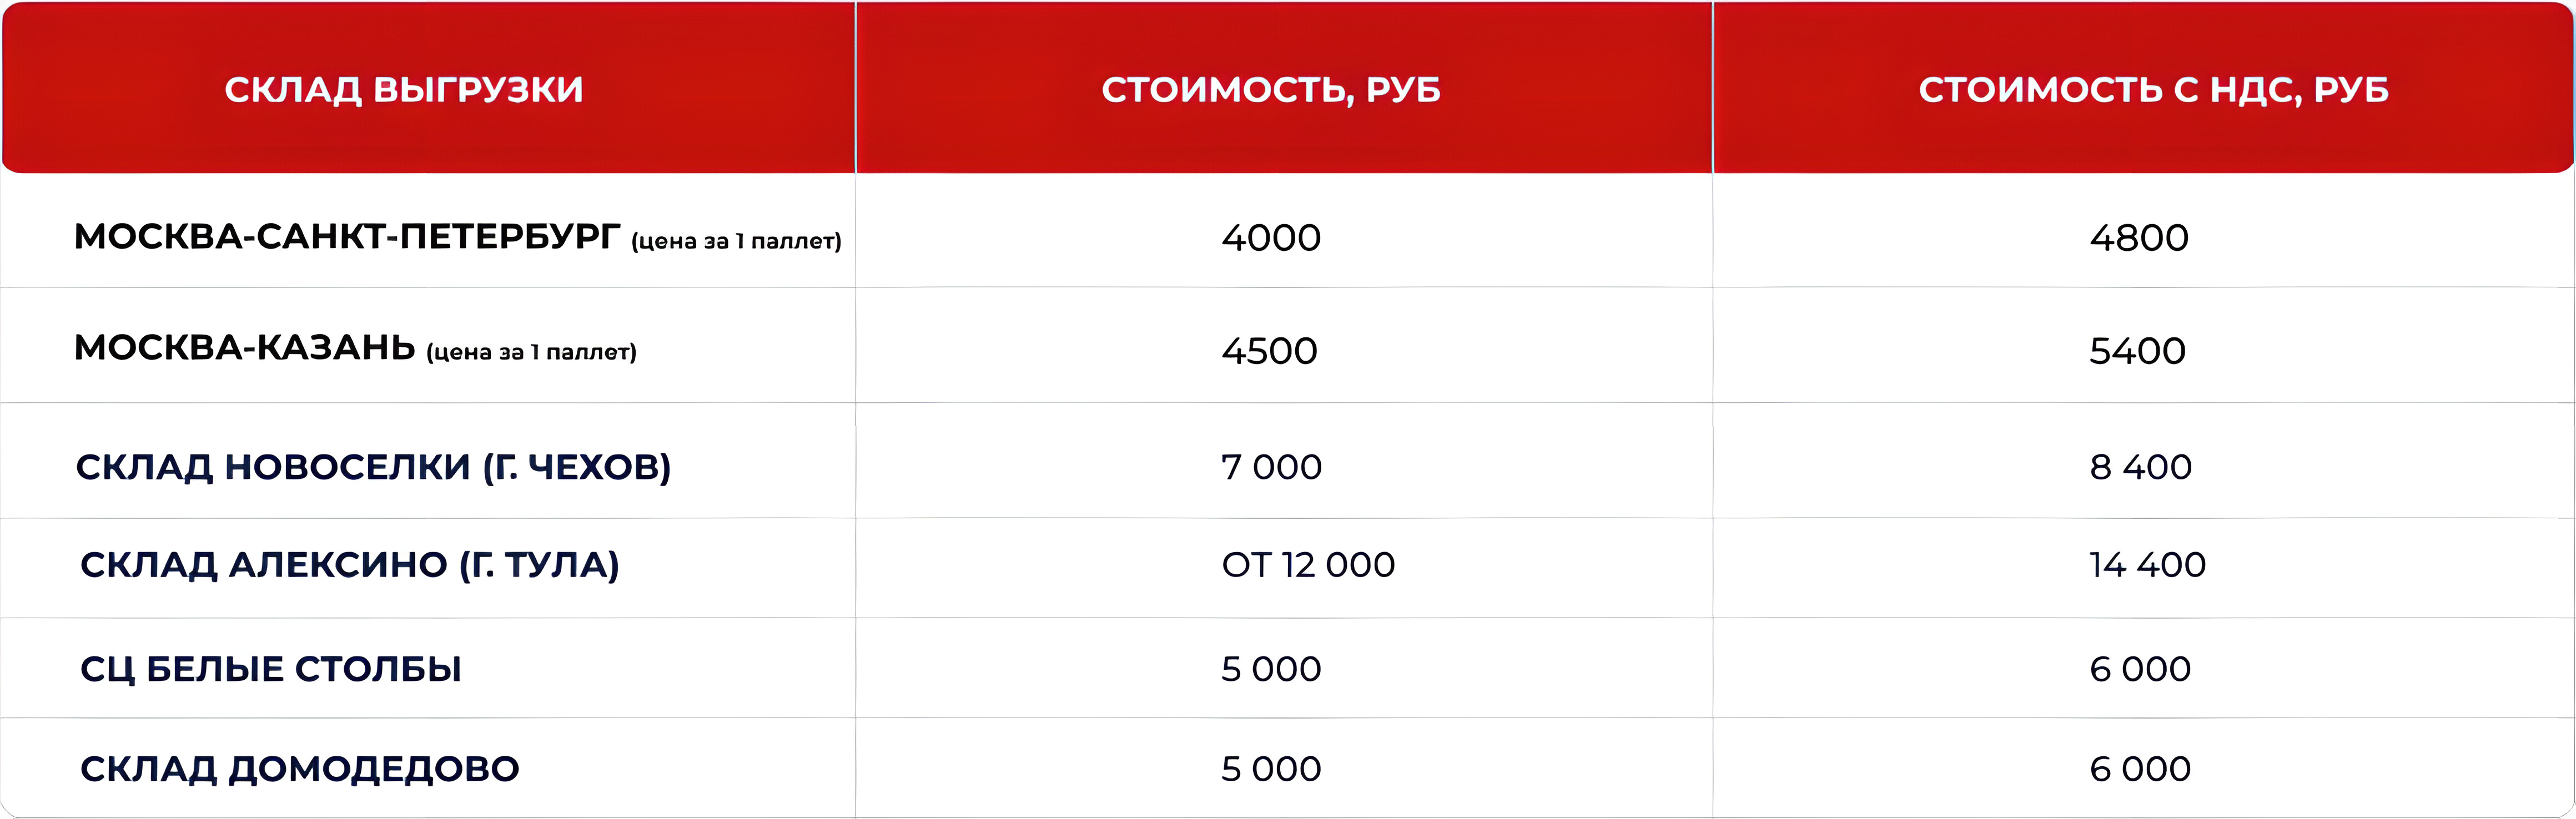 СКЛАД ВЫГРУЗКИ СТОИМОСТЬ, РУБ СТОИМОСТЬ С НДС, РУБ
МОСКВА-САНКТ-ПЕТЕРБУРГ (цена за 1 паллет) 4000 4800
МОСКВА-КАЗАНЬ (цена за 1 паллет) 4500 5400
СКЛАД НОВОСЕЛКИ (Г. ЧЕХОВ) 7 000 8 400
СКЛАД АЛЕКСИНО (Г. ТУЛА) ОТ 12 000 14 400
СЦ БЕЛЫЕ СТОЛБЫ 5 000 6 000
СКЛАД ДОМОДЕДОВО 5 000 6 000